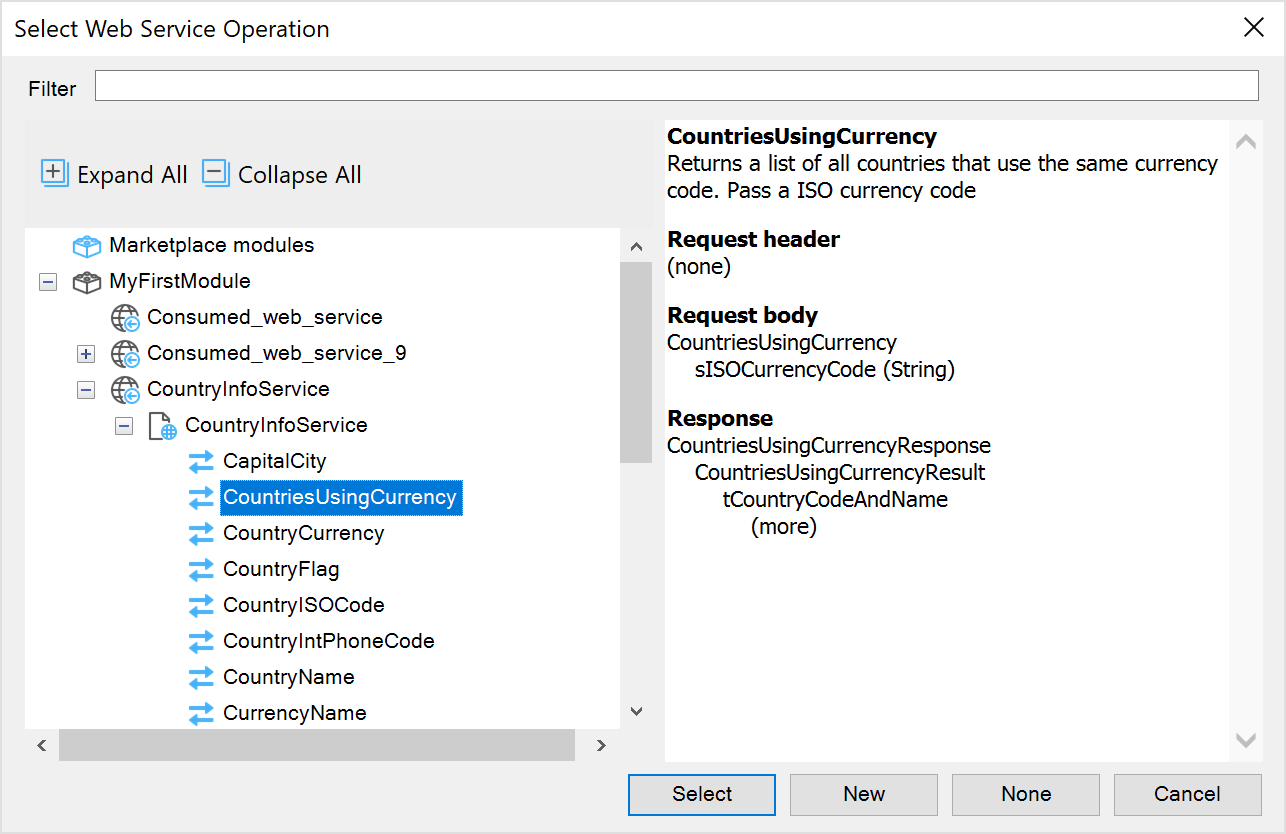 Select Web Service Operation
Filter
Expand All Collapse All
Marketplace modules
MyFirstModule
Consumed_web_service
Consumed_web_service_9
CountryInfoService
CountryInfoService
CapitalCity
CountriesUsingCurrency
CountryCurrency
CountryFlag
CountryISOCode
CountryIntPhoneCode
CountryName
CurrencyName
CountriesUsingCurrency
Returns a list of all countries that use the same currency
code. Pass a ISO currency code
Request header
(none)
Request body
CountriesUsingCurrency
sISOCurrencyCode (String)
Response
CountriesUsingCurrencyResponse
CountriesUsingCurrencyResult
tCountryCodeAndName
(more)
Select New None Cancel